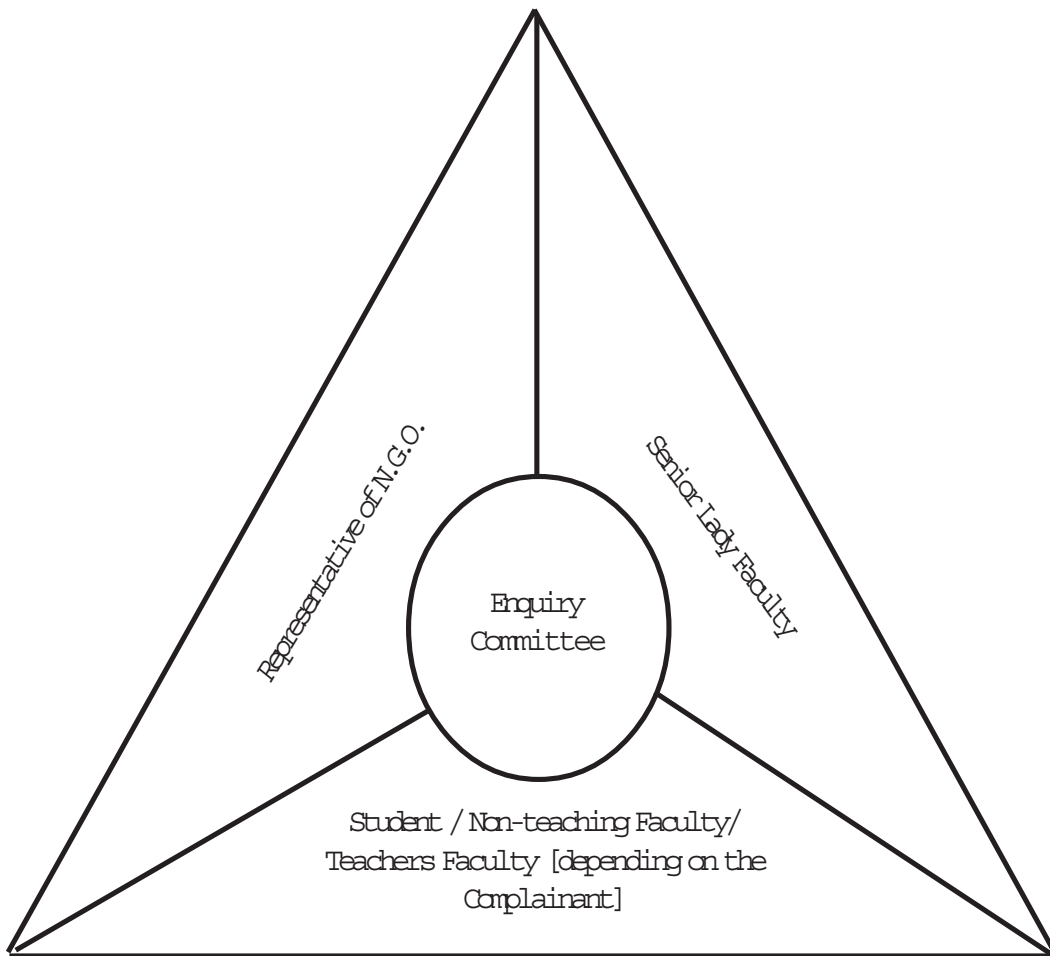 Representative of N.G.O.
Senior Lady Faculty
Enquiry
Committee
Student / Non-teaching Faculty/
Teachers Faculty [depending on the
Complainant]